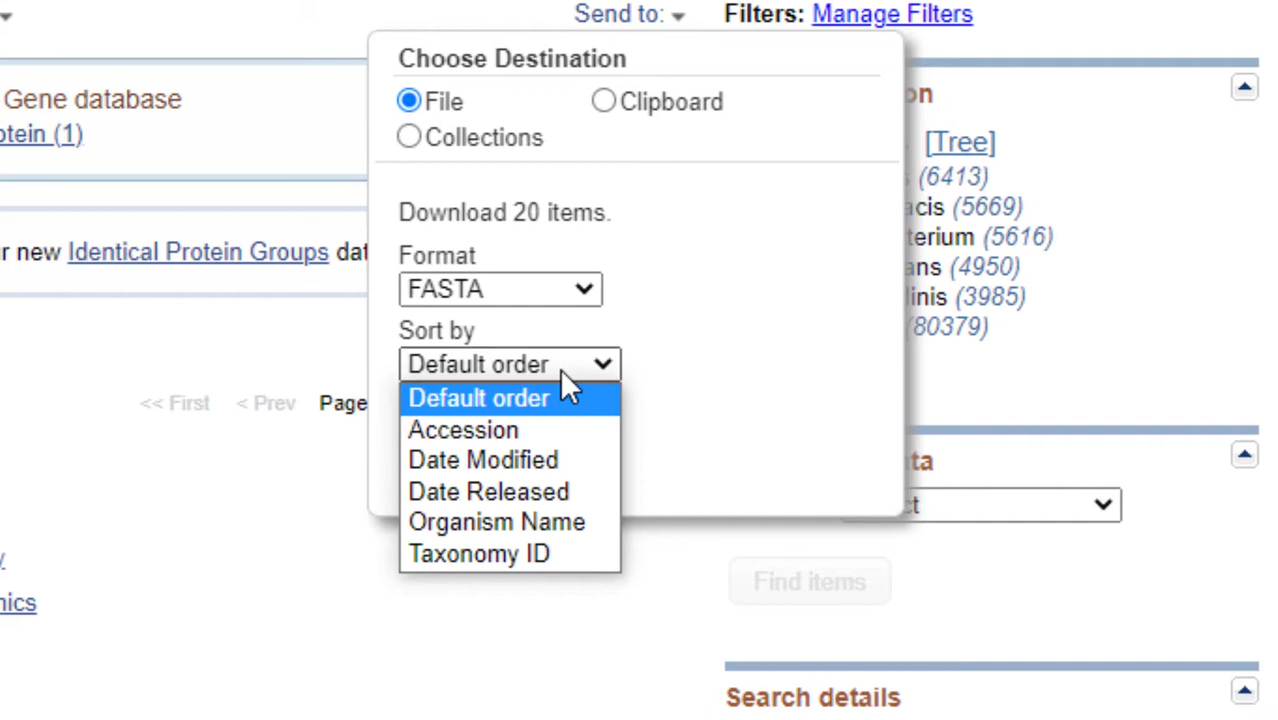 Send to:
Filters: Manage Filters
Choose Destination
File
Clipboard
Collections
Gene database
otein (1)
r new Identical Protein Groups dat
Download 20 items.
Format
FASTA
Sort by
Default order
Default order
Accession
Date Modified
Date Released
Organism Name
Taxonomy ID
<< First < Prev Page
y
nics
on
[Tree]
s (6413)
acis (5669)
terium (5616)
ans (4950)
linis (3985)
(80379)
ta
ct
Find items
Search details